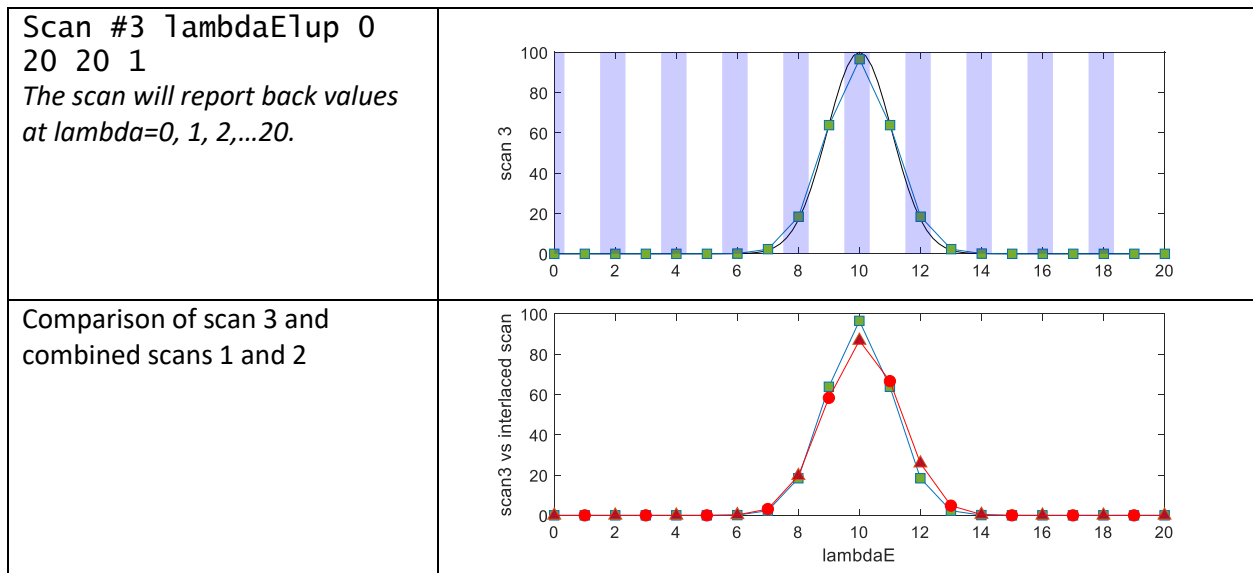 Scan #3 lambdaElup 0
20 20 1
The scan will report back values
at lambda=0, 1, 2,...20.
100
80
60
40
20
0
scan 3
0 2 4 6 8 10 12 14 16 18 20
Comparison of scan 3 and
combined scans 1 and 2
100
80
60
40
20
0
scan3 vs interlaced scan
0 2 4 6 8 10 12 14 16 18 20
lambdaE